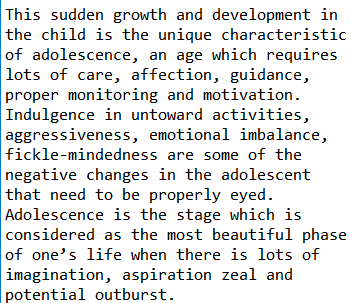 This sudden growth and development in
the child is the unique characteristic
of adolescence, an age which requires
lots of care, affection, guidance,
proper monitoring and motivation.
Indulgence in untoward activities,
aggressiveness, emotional imbalance,
fickle-mindedness are some of the
negative changes in the adolescent
that need to be properly eyed.
Adolescence is the stage which is
considered as the most beautiful phase
of one’s life when there is lots of
imagination, aspiration zeal and
potential outburst.